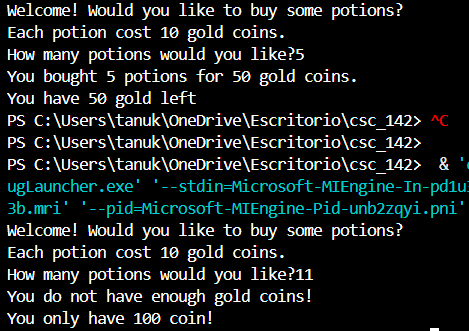 Welcome! Would you like to buy some potions?
Each potion cost 10 gold coins.
How many potions would you like?5
You bought 5 potions for 50 gold coins.
You have 50 gold left
PS C:\Users\tanuk\OneDrive\Escritorio\csc_142> ^C
PS C:\Users\tanuk\OneDrive\Escritorio\csc_142>
PS C:\Users\tanuk\OneDrive\Escritorio\csc_142>  & '
ugLauncher.exe' '--stdin=Microsoft-MIEngine-In-pd1u
3b.mri' '--pid=Microsoft-MIEngine-Pid-unb2zqyi.pni'
Welcome! Would you like to buy some potions?
Each potion cost 10 gold coins.
How many potions would you like?11
You do not have enough gold coins!
You only have 100 coin!